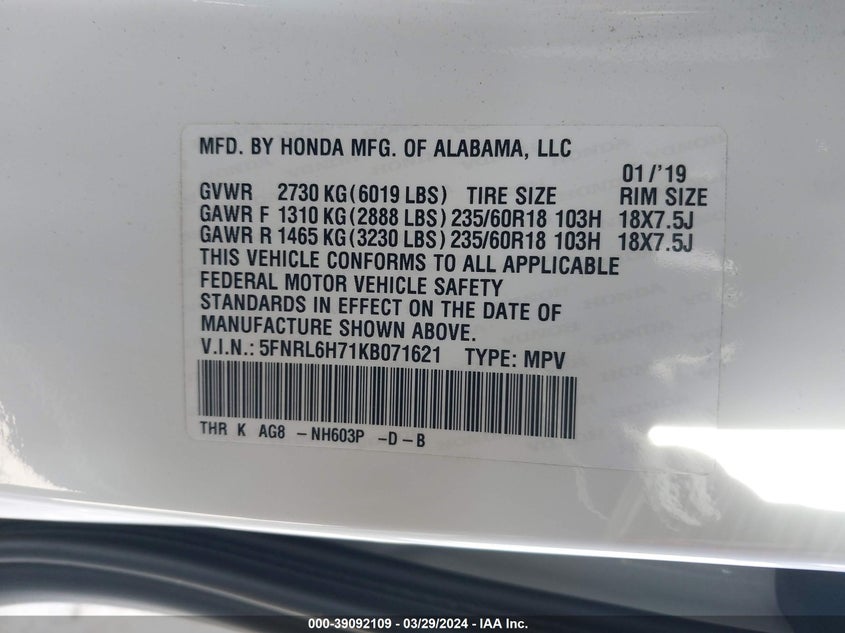 MFD. BY HONDA MFG. OF ALABAMA, LLC
01/'19
GVWR 2730 KG(6019 LBS) TIRE SIZE RIM SIZE
GAWR F 1310 KG(2888 LBS) 235/60R18 103H 18X7.5J
GAWR R 1465 KG(3230 LBS) 235/60R18 103H 18X7.5J
THIS VEHICLE CONFORMS TO ALL APPLICABLE
FEDERAL MOTOR VEHICLE SAFETY
STANDARDS IN EFFECT ON THE DATE OF
MANUFACTURE SHOWN ABOVE.
V.I.N.: 5FNRL6H71KB071621 TYPE: MPV
THR K AG8 -NH603P -D-B
000-39092109 - 03/29/2024 - IAA Inc.